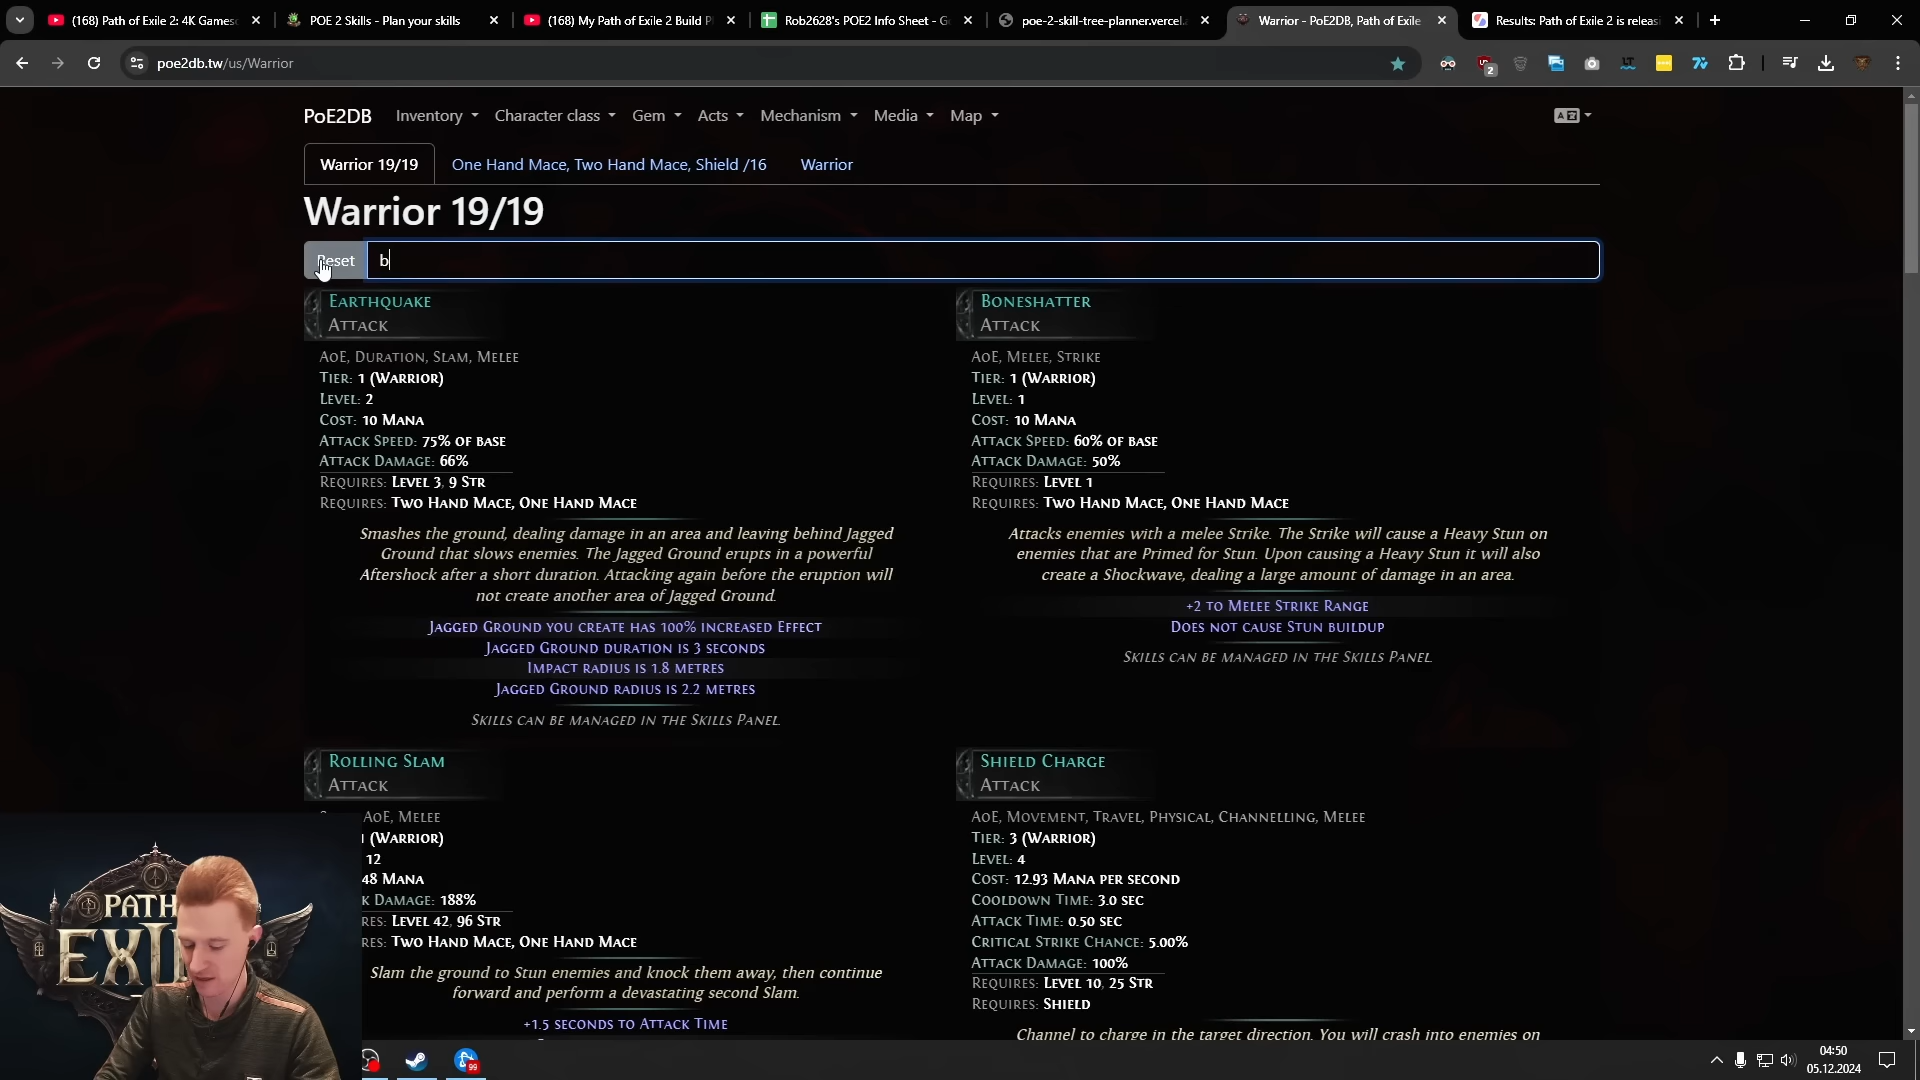 (168) Path of Exile 2: 4K Games
POE 2 Skills - Plan your skills
(168) My Path of Exile 2 Build P
Rob2628's POE2 Info Sheet - G
poe-2-skill-tree-planner.vercel.
Warrior - PoE2DB, Path of Exile
Results: Path of Exile 2 is releas
poe2db.tw/us/Warrior
2
PoE2DB
Inventory
Character class
Gem
Acts
Mechanism
Media
Map
Warrior 19/19
One Hand Mace, Two Hand Mace, Shield /16
Warrior
Warrior 19/19
Reset
b
Earthquake
Attack
AoE, Duration, Slam, Melee
Tier: 1 (Warrior)
Level: 2
Cost: 10 Mana
Attack Speed: 75% of base
Attack Damage: 66%
Requires: Level 3, 9 Str
Requires: Two Hand Mace, One Hand Mace
Smashes the ground, dealing damage in an area and leaving behind Jagged
Ground that slows enemies. The Jagged Ground erupts in a powerful
Aftershock after a short duration. Attacking again before the eruption will
not create another area of Jagged Ground.
Jagged Ground you create has 100% increased Effect
Jagged Ground duration is 3 seconds
Impact radius is 1.8 metres
Jagged Ground radius is 2.2 metres
Skills can be managed in the Skills Panel.
Boneshatter
Attack
AoE, Melee, Strike
Tier: 1 (Warrior)
Level: 1
Cost: 10 Mana
Attack Speed: 60% of base
Attack Damage: 50%
Requires: Level 1
Requires: Two Hand Mace, One Hand Mace
Attacks enemies with a melee Strike. The Strike will cause a Heavy Stun on
enemies that are Primed for Stun. Upon causing a Heavy Stun it will also
create a Shockwave, dealing a large amount of damage in an area.
+2 to Melee Strike Range
Does not cause Stun buildup
Skills can be managed in the Skills Panel.
Rolling Slam
Attack
AoE, Melee
(Warrior)
12
48 Mana
k Damage: 188%
res: Level 42, 96 Str
res: Two Hand Mace, One Hand Mace
Slam the ground to Stun enemies and knock them away, then continue
forward and perform a devastating second Slam.
+1.5 seconds to Attack Time
Shield Charge
Attack
AoE, Movement, Travel, Physical, Channelling, Melee
Tier: 3 (Warrior)
Level: 4
Cost: 12.93 Mana per second
Cooldown Time: 3.0 sec
Attack Time: 0.50 sec
Critical Strike Chance: 5.00%
Attack Damage: 100%
Requires: Level 10, 25 Str
Requires: Shield
Channel to charge in the target direction. You will crash into enemies on
PATH
EXIL
99
04:50
05.12.2024